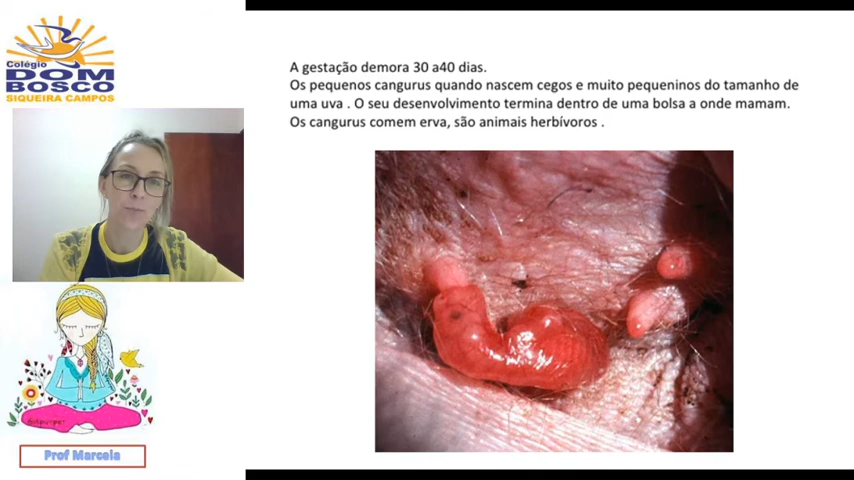 Colégio
DOM
BOSCO
SIQUEIRA CAMPOS
A gestação demora 30 a40 dias.
Os pequenos cangurus quando nascem cegos e muito pequeninos do tamanho de
uma uva . O seu desenvolvimento termina dentro de uma bolsa a onde mamam.
Os cangurus comem erva, são animais herbívoros .
Prof Marcela